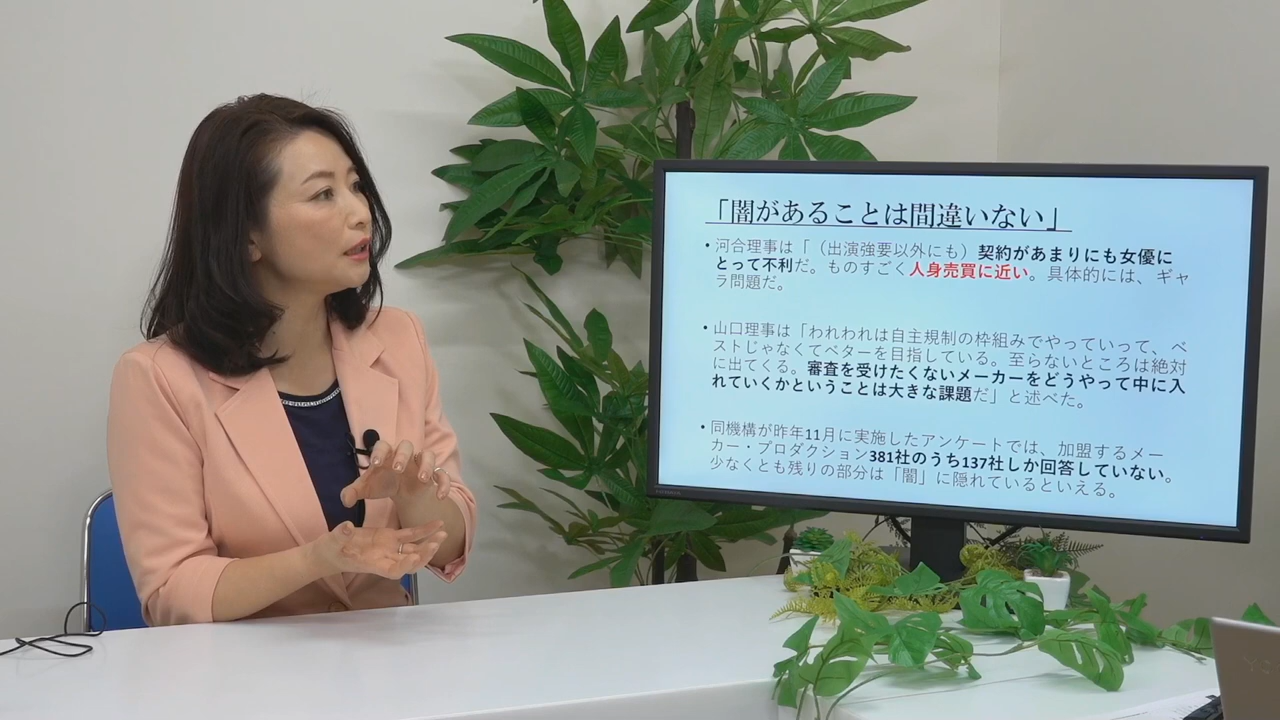 「闇があることは間違いない」
• 河合理事は「（出演強要以外にも）契約があまりにも女優に
とって不利だ。ものすごく人身売買に近い。具体的には、ギャ
ラ問題だ。
• 山口理事は「われわれは自主規制の枠組みでやっていって、ベ
ストじゃなくてベターを目指している。至らないところは絶対
に出てくる。審査を受けたくないメーカーをどうやって中に入
れていくかということは大きな課題だ」と述べた。
• 同機構が昨年11月に実施したアンケートでは、加盟するメー
カー・プロダクション381社のうち137社しか回答していない。
少なくとも残りの部分は「闇」に隠れているといえる。